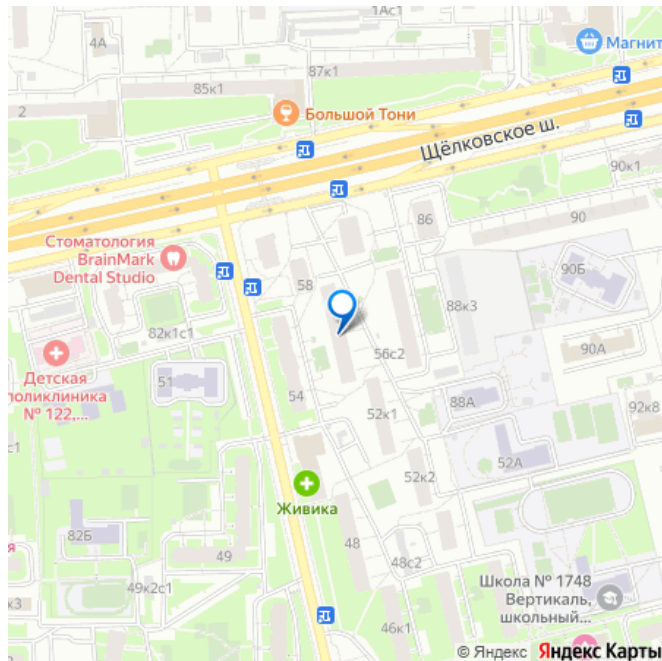 1Ас1
4А
Магнит
87к1
85к1
2
Большой Тони
Щёлковское ш.
90к1
86
90
Стоматология
BrainMark
Dental Studio
90Б
58
88к3
82к1с1
56с2
90А
Детская
поликлиника
№ 122,...
51
54
88А
92к8
52к1
с1
52А
52к2
Живика
82Б
48
49
48с2
я
Школа № 1748
Вертикаль,
школьный...
49к2с1
к3
46к1
© Яндекс Яндекс Карты